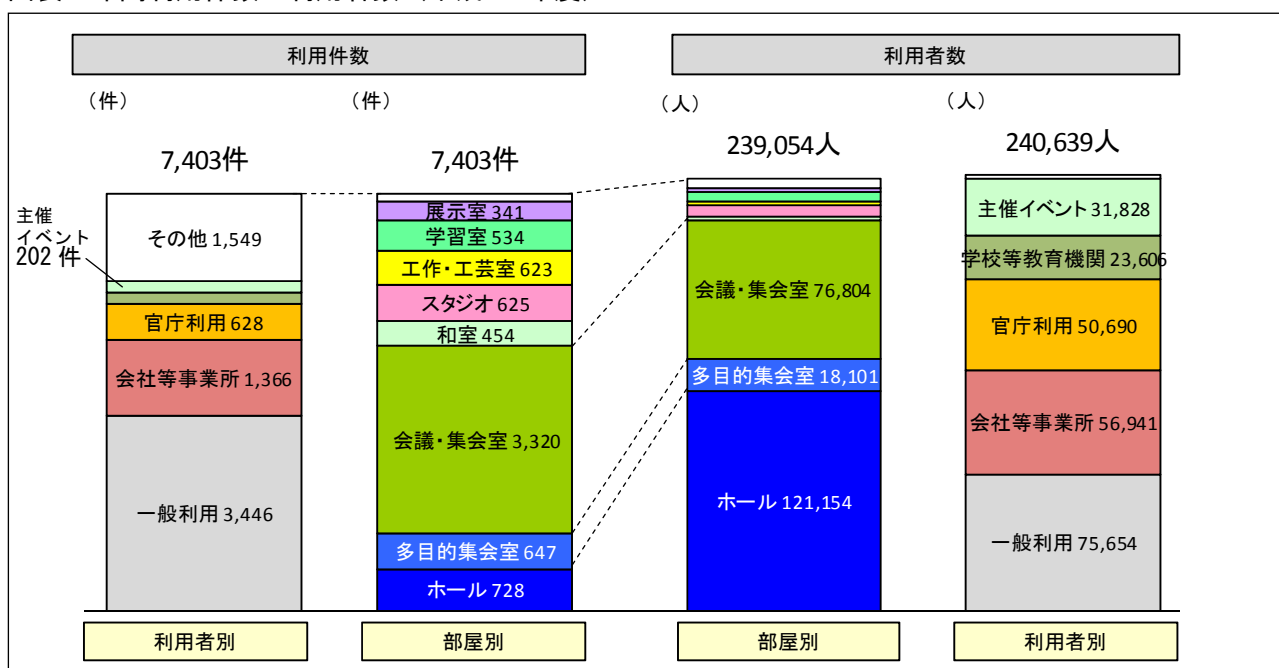 利用件数
利用者数
（件）
（件）
（人）
（人）
7,403件
7,403件
239,054人
240,639人
主催
イベント
202 件
その他 1,549
官庁利用 628
会社等事業所 1,366
一般利用 3,446
展示室 341
学習室 534
工作・工芸室 623
スタジオ 625
和室 454
会議・集会室 3,320
多目的集会室 647
ホール 728
会議・集会室 76,804
多目的集会室 18,101
ホール 121,154
主催イベント 31,828
学校等教育機関 23,606
官庁利用 50,690
会社等事業所 56,941
一般利用 75,654
利用者別
部屋別
部屋別
利用者別